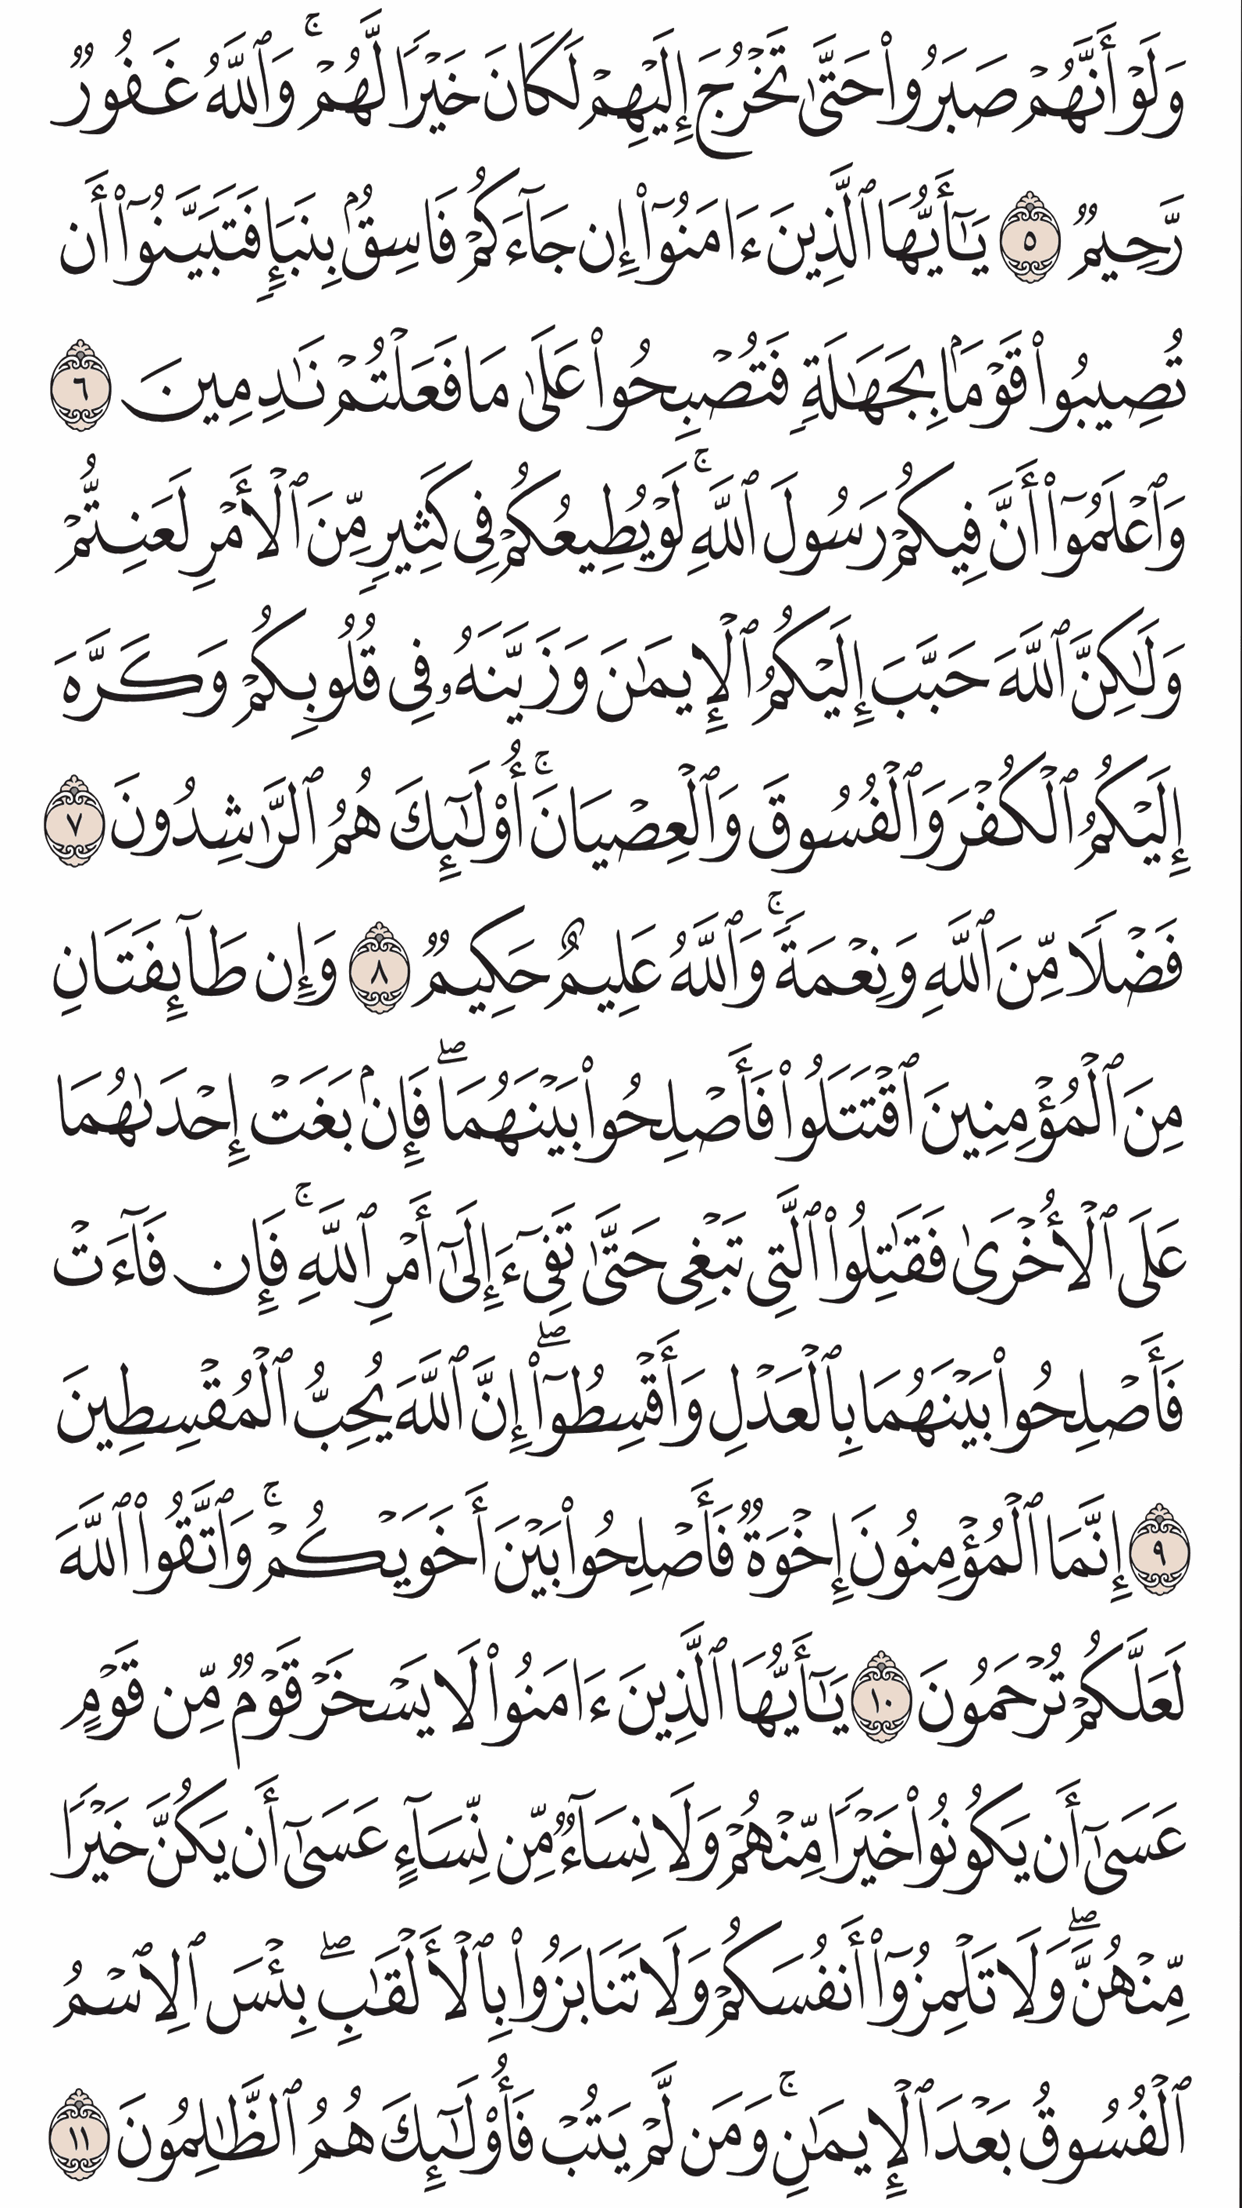 وَلَوۡ أَنَّهُمۡ صَبَرُواْ حَتَّىٰ تَخۡرُجَ إِلَيۡهِمۡ لَكَانَ خَيۡرٗا لَّهُمۡۚ وَٱللَّهُ غَفُورٞ
رَّحِيمٞ ٥ يَٰٓأَيُّهَا ٱلَّذِينَ ءَامَنُوٓاْ إِن جَآءَكُمۡ فَاسِقُۢ بِنَبَإٖ فَتَبَيَّنُوٓاْ أَن
تُصِيبُواْ قَوۡمَۢا بِجَهَٰلَةٖ فَتُصۡبِحُواْ عَلَىٰ مَا فَعَلۡتُمۡ نَٰدِمِينَ ٦
وَٱعۡلَمُوٓاْ أَنَّ فِيكُمۡ رَسُولَ ٱللَّهِۚ لَوۡ يُطِيعُكُمۡ فِي كَثِيرٖ مِّنَ ٱلۡأَمۡرِ لَعَنِتُّمۡ
وَلَٰكِنَّ ٱللَّهَ حَبَّبَ إِلَيۡكُمُ ٱلۡإِيمَٰنَ وَزَيَّنَهُۥ فِي قُلُوبِكُمۡ وَكَرَّهَ
إِلَيۡكُمُ ٱلۡكُفۡرَ وَٱلۡفُسُوقَ وَٱلۡعِصۡيَانَۚ أُوْلَٰٓئِكَ هُمُ ٱلرَّٰشِدُونَ ٧
فَضۡلٗا مِّنَ ٱللَّهِ وَنِعۡمَةٗۚ وَٱللَّهُ عَلِيمٌ حَكِيمٞ ٨ وَإِن طَآئِفَتَانِ
مِنَ ٱلۡمُؤۡمِنِينَ ٱقۡتَتَلُواْ فَأَصۡلِحُواْ بَيۡنَهُمَاۖ فَإِنۢ بَغَتۡ إِحۡدَىٰهُمَا
عَلَى ٱلۡأُخۡرَىٰ فَقَٰتِلُواْ ٱلَّتِي تَبۡغِي حَتَّىٰ تَفِيٓءَ إِلَىٰٓ أَمۡرِ ٱللَّهِۚ فَإِن فَآءَتۡ
فَأَصۡلِحُواْ بَيۡنَهُمَا بِٱلۡعَدۡلِ وَأَقۡسِطُوٓاْۖ إِنَّ ٱللَّهَ يُحِبُّ ٱلۡمُقۡسِطِينَ
٩ إِنَّمَا ٱلۡمُؤۡمِنُونَ إِخۡوَةٞ فَأَصۡلِحُواْ بَيۡنَ أَخَوَيۡكُمۡۚ وَٱتَّقُواْ ٱللَّهَ
لَعَلَّكُمۡ تُرۡحَمُونَ ١٠ يَٰٓأَيُّهَا ٱلَّذِينَ ءَامَنُواْ لَا يَسۡخَرۡ قَوۡمٞ مِّن قَوۡمٍ
عَسَىٰٓ أَن يَكُونُواْ خَيۡرٗا مِّنۡهُمۡ وَلَا نِسَآءٞ مِّن نِّسَآءٍ عَسَىٰٓ أَن يَكُنَّ خَيۡرٗا
مِّنۡهُنَّۖ وَلَا تَلۡمِزُوٓاْ أَنفُسَكُمۡ وَلَا تَنَابَزُواْ بِٱلۡأَلۡقَٰبِۖ بِئۡسَ ٱلِٱسۡمُ
ٱلۡفُسُوقُ بَعۡدَ ٱلۡإِيمَٰنِۚ وَمَن لَّمۡ يَتُبۡ فَأُوْلَٰٓئِكَ هُمُ ٱلظَّٰلِمُونَ ١١